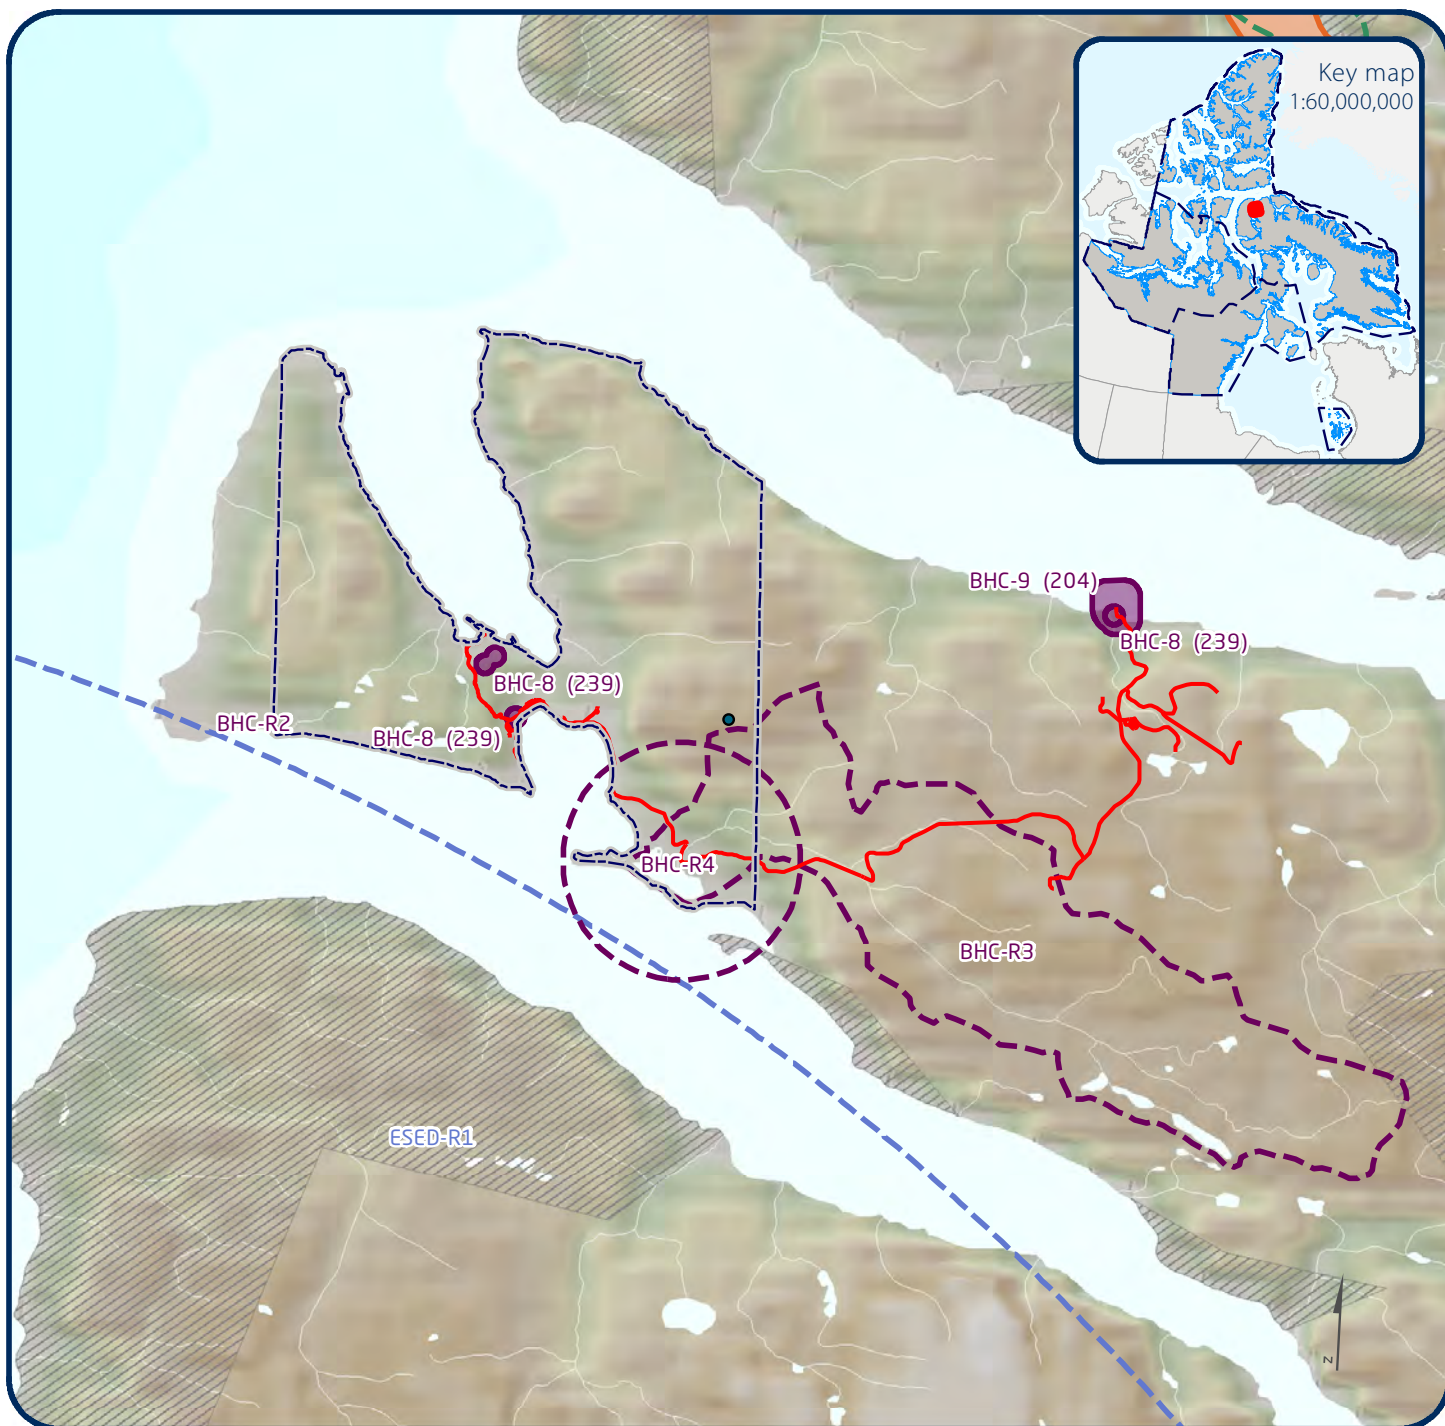 Key map
1:60,000,000
BHC-9 (204)
BHC-8 (239)
BHC-8 (239)
BHC-R2
BHC-8 (239)
BHC-R4
BHC-R3
ESED-R1
N